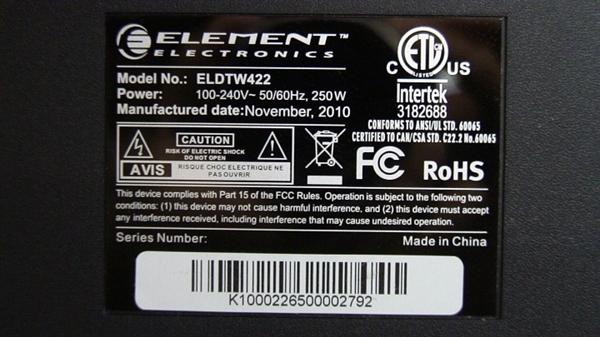 ELEMENT™
ELECTRONICS
Model No.: ELDTW422
Power: 100-240V~ 50/60Hz, 250W
Manufactured date:November, 2010
ETL CM
LISTED
C US
Intertek
3182688
CONFORMS TO ANSI/UL STD. 60065
CERTIFIED TO CAN/CSA STD. C22.2 No.60065
CAUTION
RISK OF ELECTRIC SHOCK
DO NOT OPEN
AVIS
RISQUE CHOC ELECTRIQUE NE
PAS OUVRIR
FC RoHS
This device complies with Part 15 of the FCC Rules. Operation is subject to the following two
conditions: (1) this device may not cause harmful interference, and (2) this device must accept
any interference received, including interference that may cause undesired operation.
Series Number: Made in China
K1000226500002792